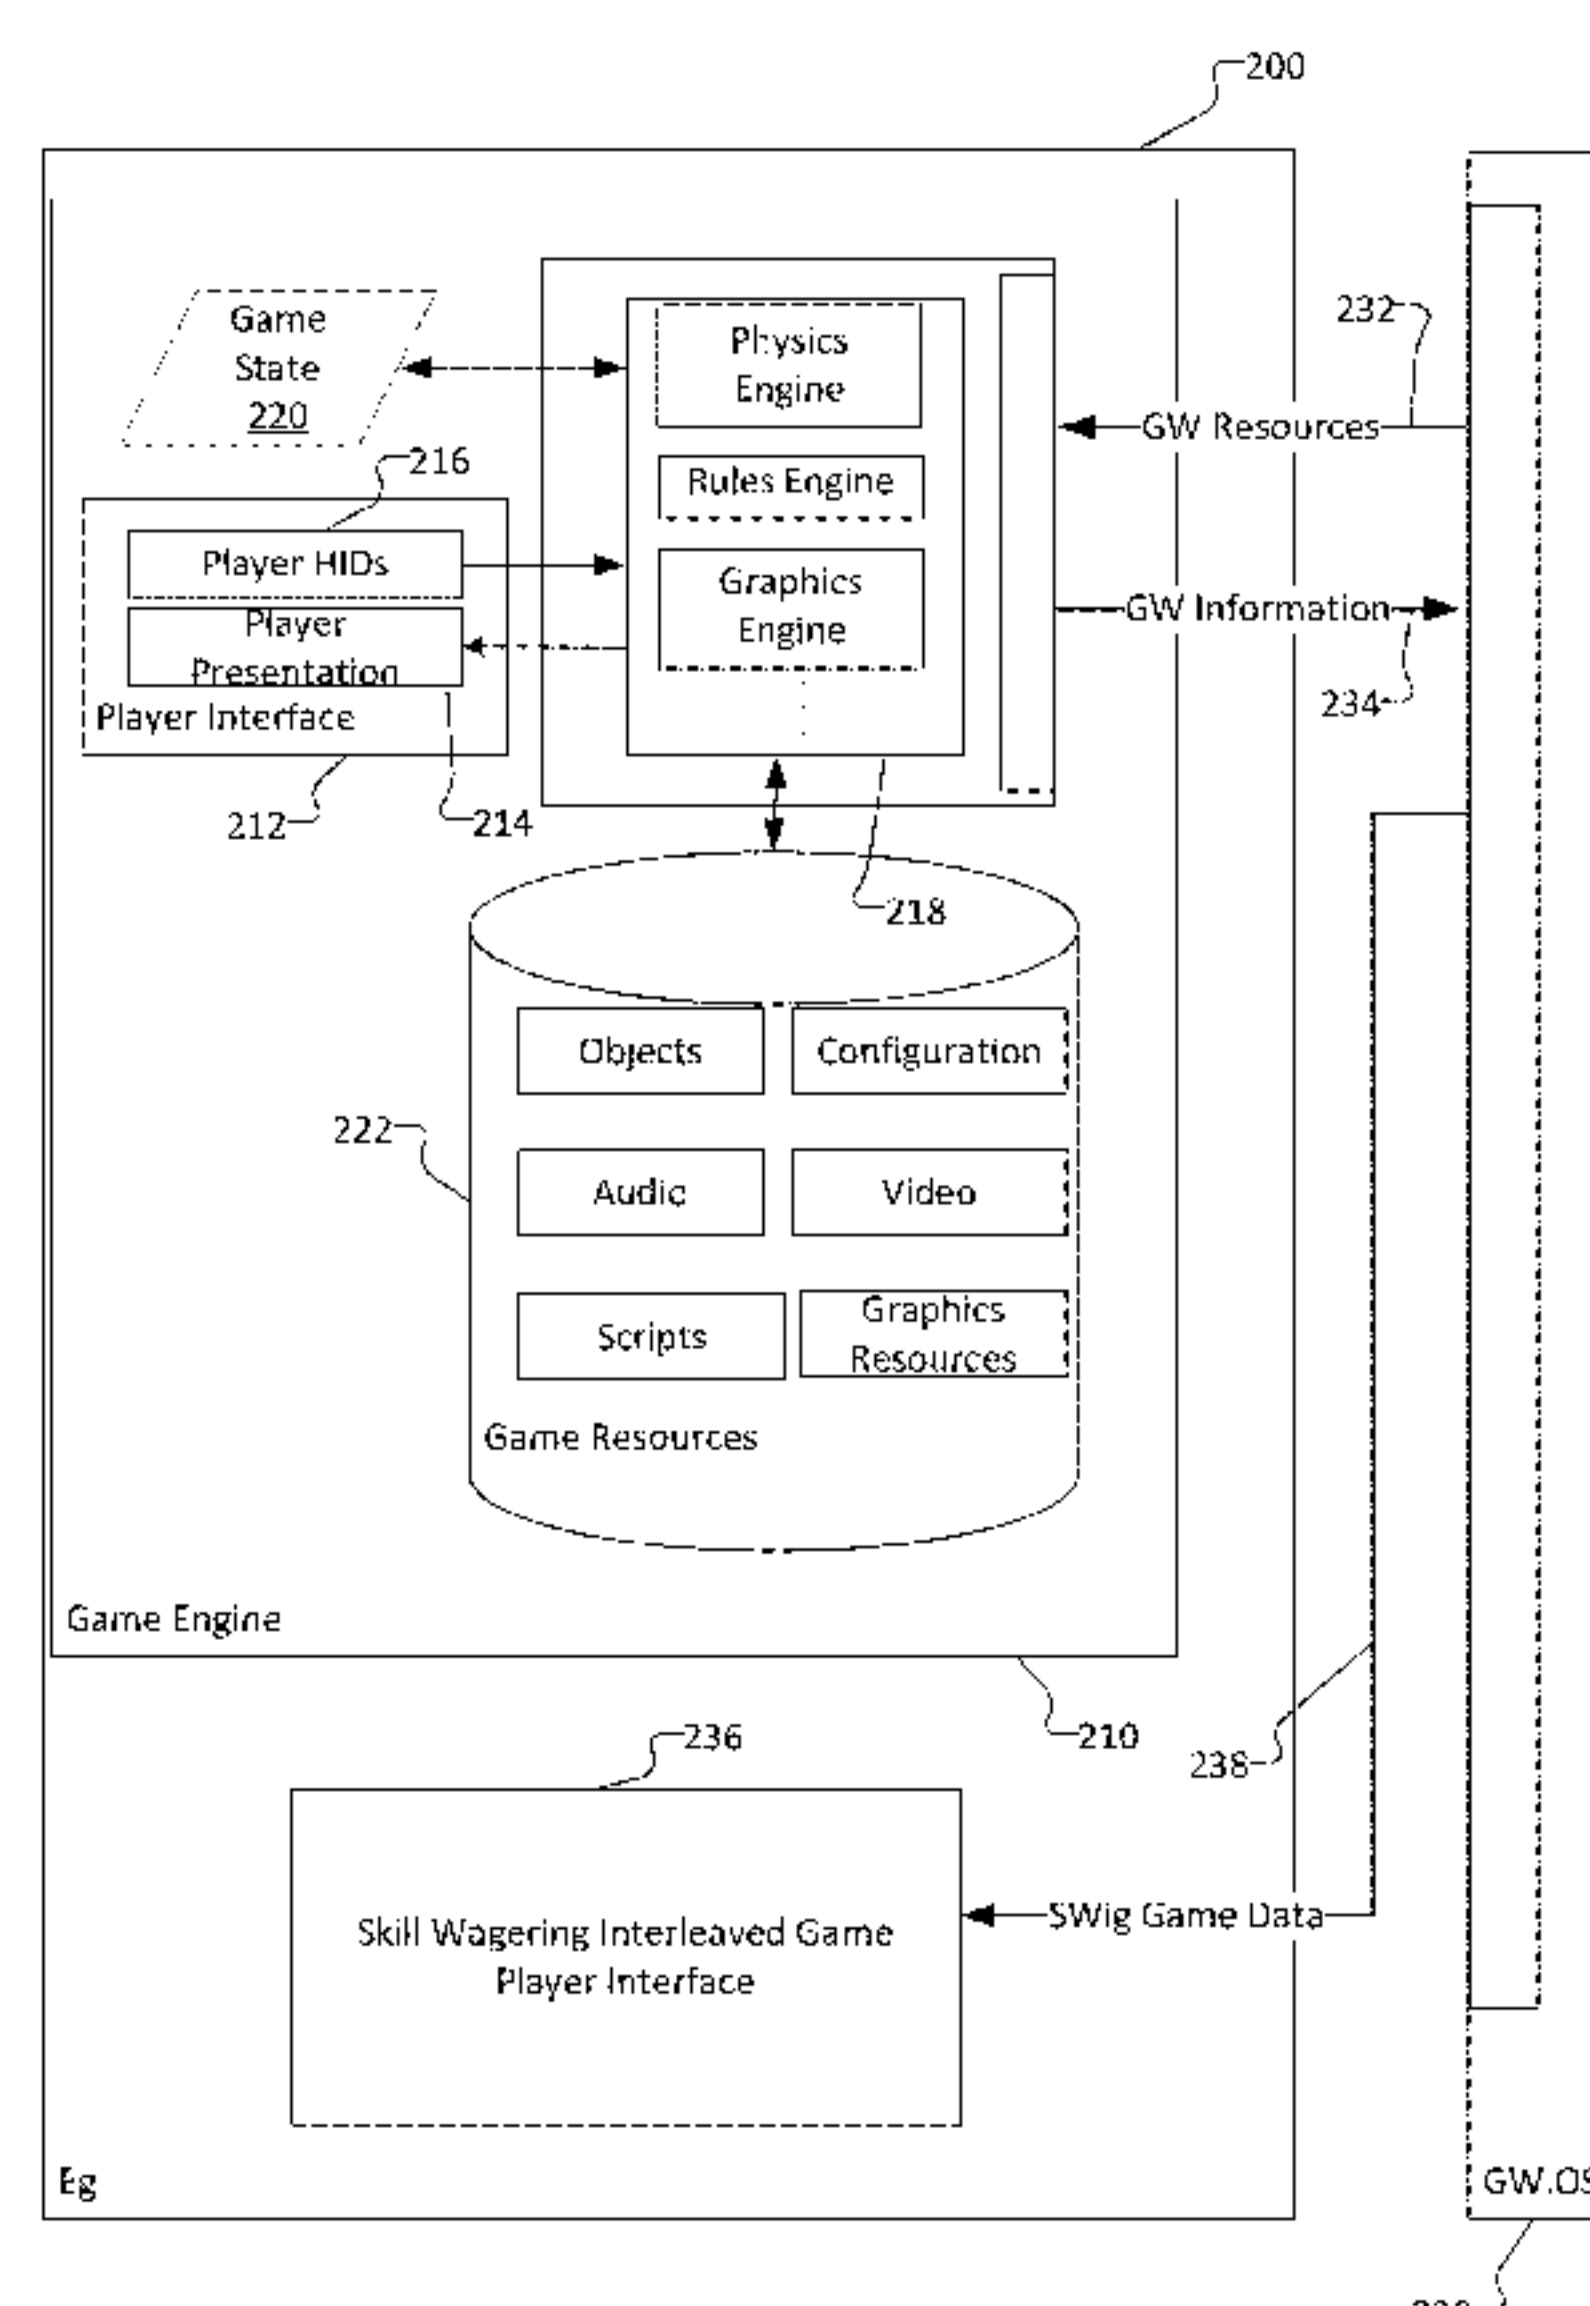 200
Game
State
220
Physics
Engine
232
GW Resources
216
Rules Engine
Player HIDs
Graphics
Engine
GW Information
Player
Presentation
Player Interface
234
212
214
218
Objects
Configuration
222
Audio
Video
Scripts
Graphics
Resources
Game Resources
Game Engine
236
210
238
SWig Game Data
Skill Wagering Interleaved Game
Player Interface
Eg